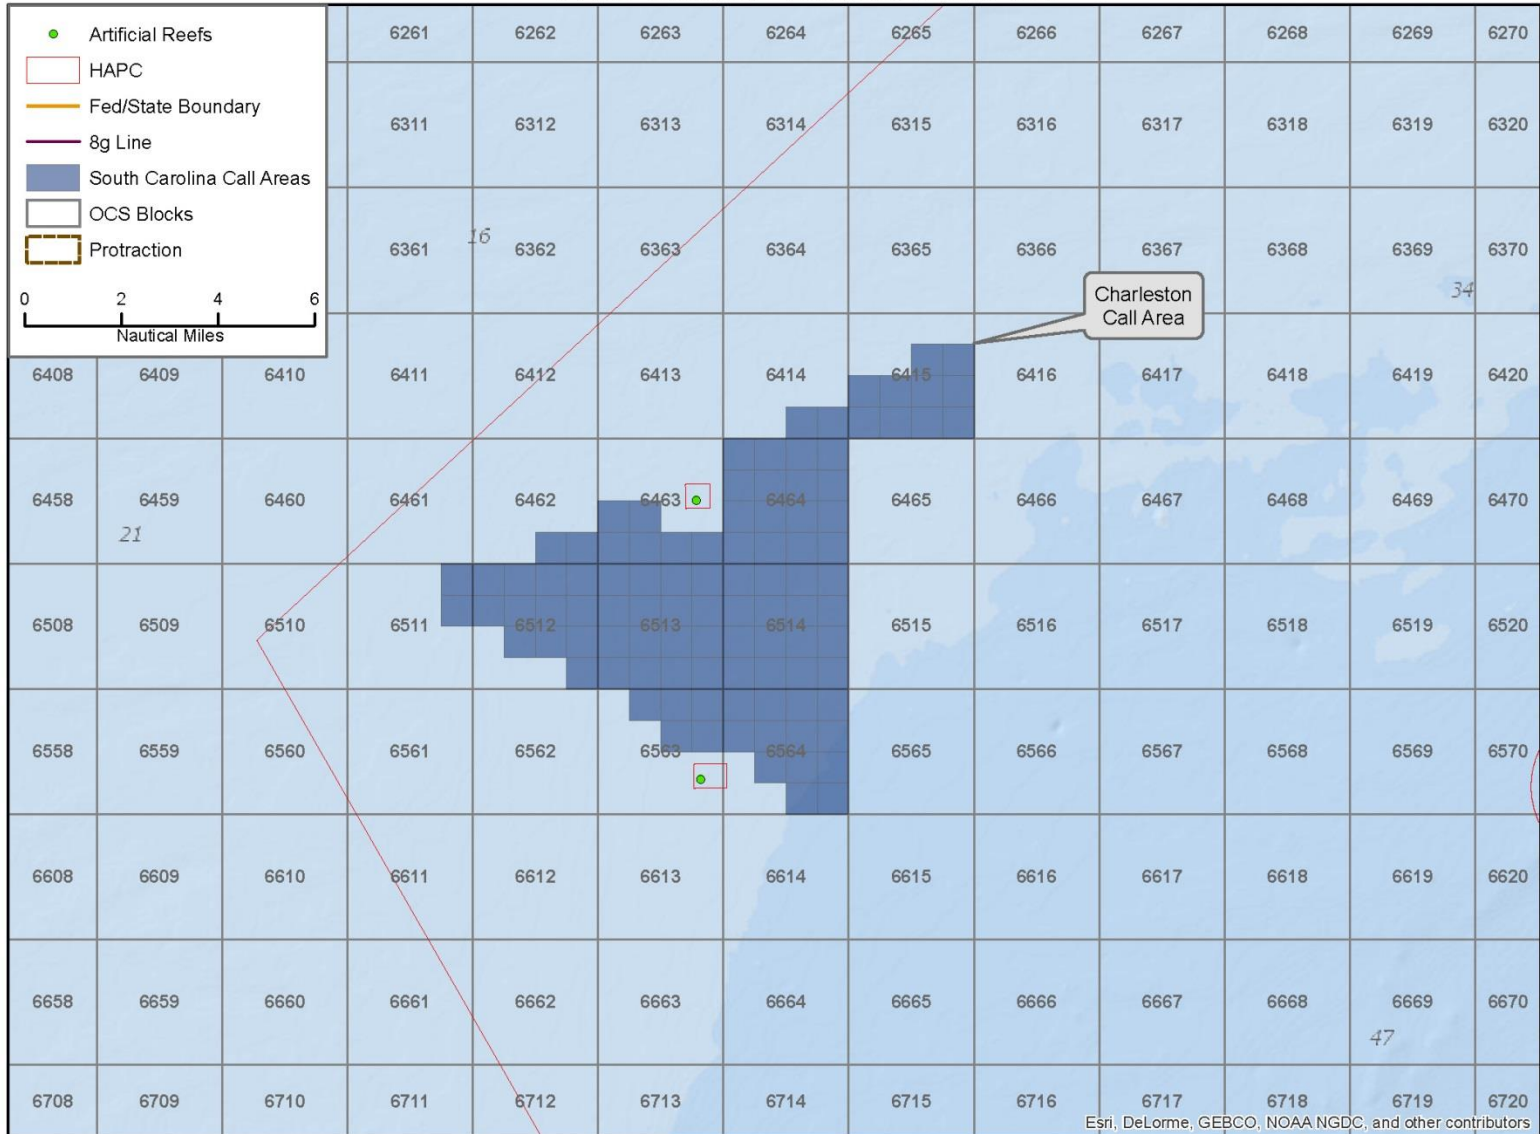 Artificial Reefs
HAPC
Fed/State Boundary
8g Line
South Carolina Call Areas
OCS Blocks
Protraction
0 2 4 6
Nautical Miles
6261 6262 6263 6264 6265 6266 6267 6268 6269 6270
6311 6312 6313 6314 6315 6316 6317 6318 6319 6320
16
6361 6362 6363 6364 6365 6366 6367 6368 6369 6370
34
Charleston
Call Area
6408 6409 6410 6411 6412 6413 6414 6415 6416 6417 6418 6419 6420
6458 6459 6460 6461 6462 6463 6464 6465 6466 6467 6468 6469 6470
21
6508 6509 6510 6511 6512 6513 6514 6515 6516 6517 6518 6519 6520
6558 6559 6560 6561 6562 6563 6564 6565 6566 6567 6568 6569 6570
6608 6609 6610 6611 6612 6613 6614 6615 6616 6617 6618 6619 6620
6658 6659 6660 6661 6662 6663 6664 6665 6666 6667 6668 6669 6670
47
6708 6709 6710 6711 6712 6713 6714 6715 6716 6717 6718 6719 6720
Esri, DeLorme, GEBCO, NOAA NGDC, and other contributors